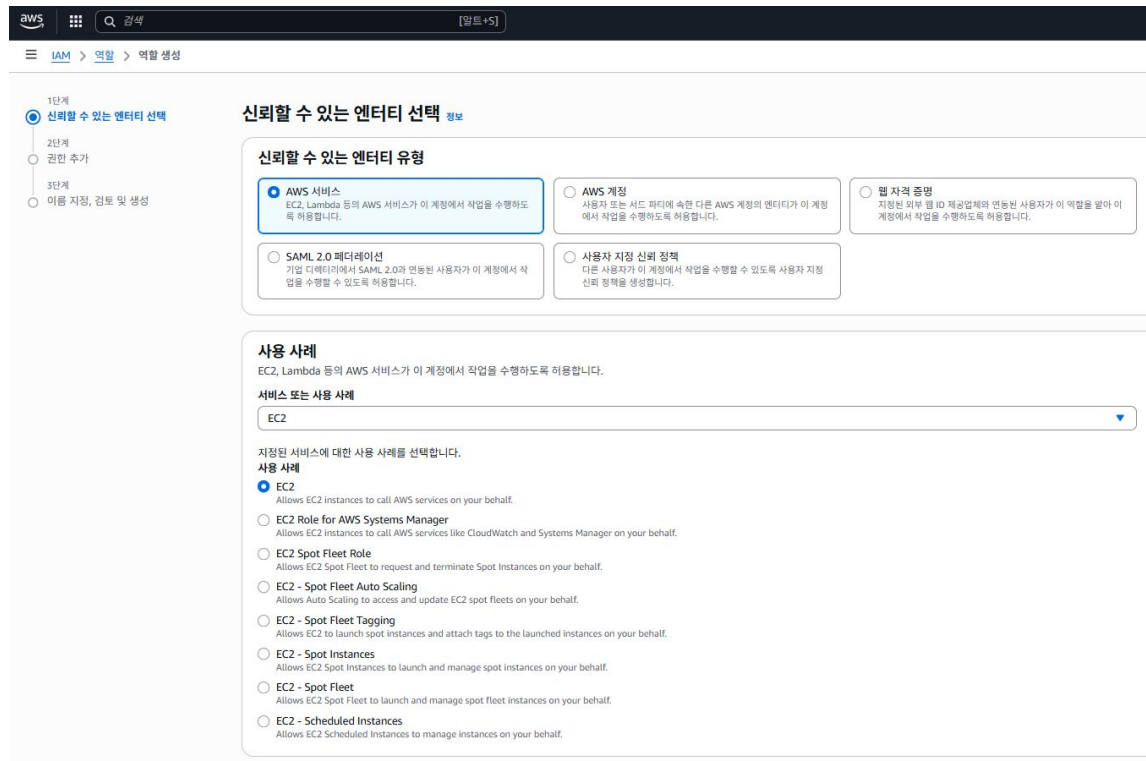 aws
검색 [알트+S]
IAM > 역할 > 역할 생성
1단계
신뢰할 수 있는 엔터티 선택
2단계
권한 추가
3단계
이름 지정, 검토 및 생성
신뢰할 수 있는 엔터티 선택 정보
신뢰할 수 있는 엔터티 유형
AWS 서비스
EC2, Lambda 등의 AWS 서비스가 이 계정에서 작업을 수행하도
록 허용합니다.
AWS 계정
사용자 또는 서드 파티에 속한 다른 AWS 계정의 엔터티가 이 계정
에서 작업을 수행하도록 허용합니다.
웹 자격 증명
지정된 외부 웹 ID 제공업체와 연동된 사용자가 이 역할을 맡아 이
계정에서 작업을 수행하도록 허용합니다.
SAML 2.0 페더레이션
기업 디렉터리에서 SAML 2.0과 연동된 사용자가 이 계정에서 작
업을 수행할 수 있도록 허용합니다.
사용자 지정 신뢰 정책
다른 사용자가 이 계정에서 작업을 수행할 수 있도록 사용자 지정
신뢰 정책을 생성합니다.
사용 사례
EC2, Lambda 등의 AWS 서비스가 이 계정에서 작업을 수행하도록 허용합니다.
서비스 또는 사용 사례
EC2
지정된 서비스에 대한 사용 사례를 선택합니다.
사용 사례
EC2
Allows EC2 instances to call AWS services on your behalf.
EC2 Role for AWS Systems Manager
Allows EC2 instances to call AWS services like CloudWatch and Systems Manager on your behalf.
EC2 Spot Fleet Role
Allows EC2 Spot Fleet to request and terminate Spot Instances on your behalf.
EC2 - Spot Fleet Auto Scaling
Allows Auto Scaling to access and update EC2 spot fleets on your behalf.
EC2 - Spot Fleet Tagging
Allows EC2 to launch spot instances and attach tags to the launched instances on your behalf.
EC2 - Spot Instances
Allows EC2 Spot Instances to launch and manage spot instances on your behalf.
EC2 - Spot Fleet
Allows EC2 Spot Fleet to launch and manage spot fleet instances on your behalf.
EC2 - Scheduled Instances
Allows EC2 Scheduled Instances to manage instances on your behalf.